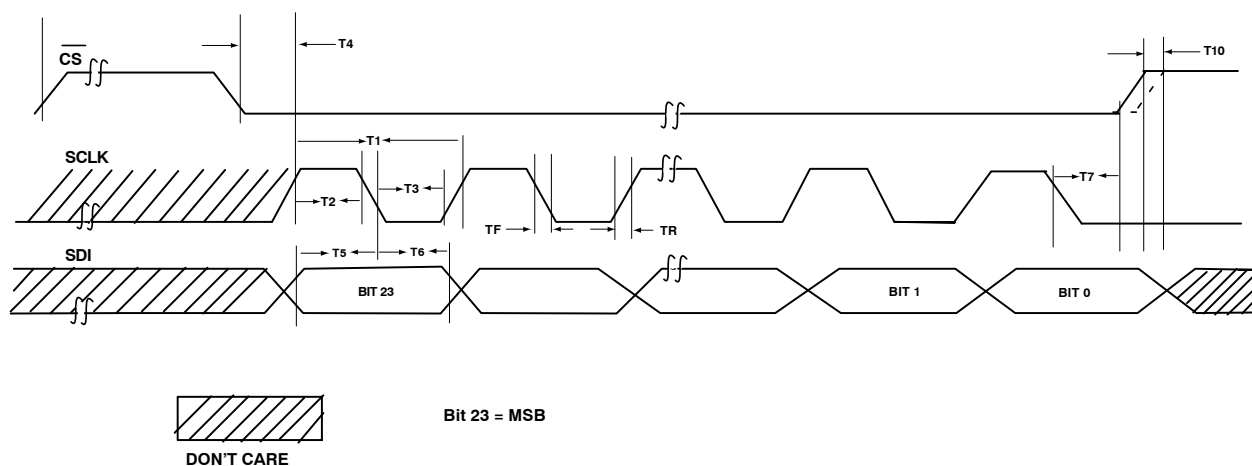 T4
T10
CS
T1
SCLK
T3
T7
T2
TF
TR
SDI
T5
T6
BIT 23
BIT 1
BIT 0
Bit 23 = MSB
DON'T CARE